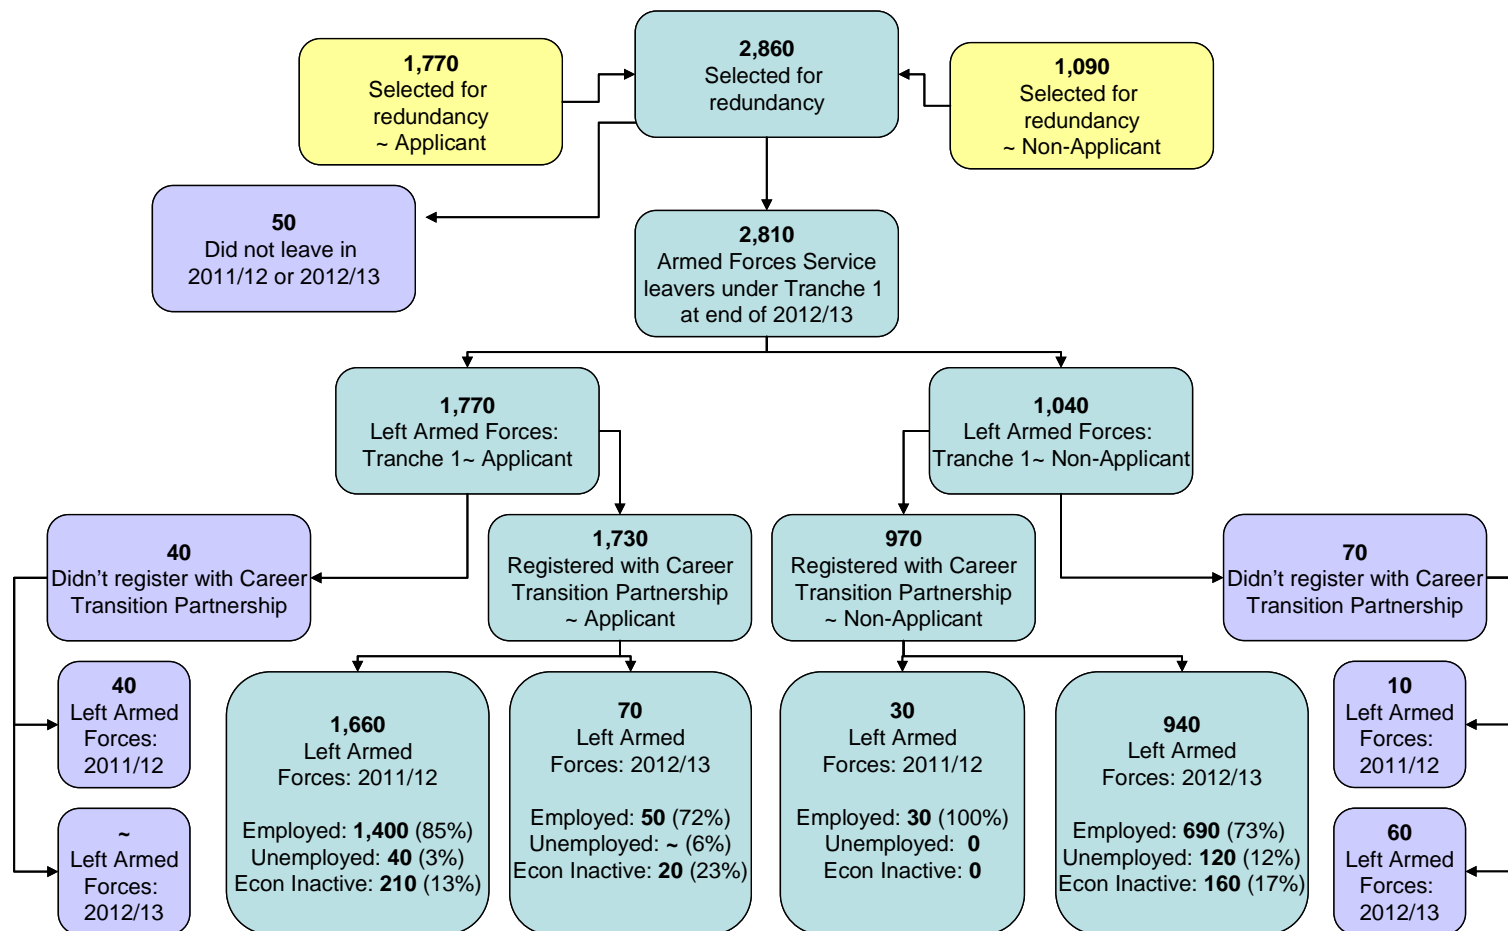 2,860
Selected for
redundancy
1,770
Selected for
redundancy
~ Applicant
1,090
Selected for
redundancy
~ Non-Applicant
50
Did not leave in
2011/12 or 2012/13
2,810
Armed Forces Service
leavers under Tranche 1
at end of 2012/13
1,770
Left Armed Forces:
Tranche 1~ Applicant
1,040
Left Armed Forces:
Tranche 1~ Non-Applicant
40
Didn't register with Career
Transition Partnership
1,730
Registered with Career
Transition Partnership
~ Applicant
970
Registered with Career
Transition Partnership
~ Non-Applicant
70
Didn't register with Career
Transition Partnership
40
Left Armed
Forces:
2011/12
~
Left Armed
Forces:
2012/13
1,660
Left Armed
Forces: 2011/12
Employed: 1,400 (85%)
Unemployed: 40 (3%)
Econ Inactive: 210 (13%)
70
Left Armed
Forces: 2012/13
Employed: 50 (72%)
Unemployed: ~ (6%)
Econ Inactive: 20 (23%)
30
Left Armed
Forces: 2011/12
Employed: 30 (100%)
Unemployed: 0
Econ Inactive: 0
940
Left Armed
Forces: 2012/13
Employed: 690 (73%)
Unemployed: 120 (12%)
Econ Inactive: 160 (17%)
10
Left Armed
Forces:
2011/12
60
Left Armed
Forces:
2012/13